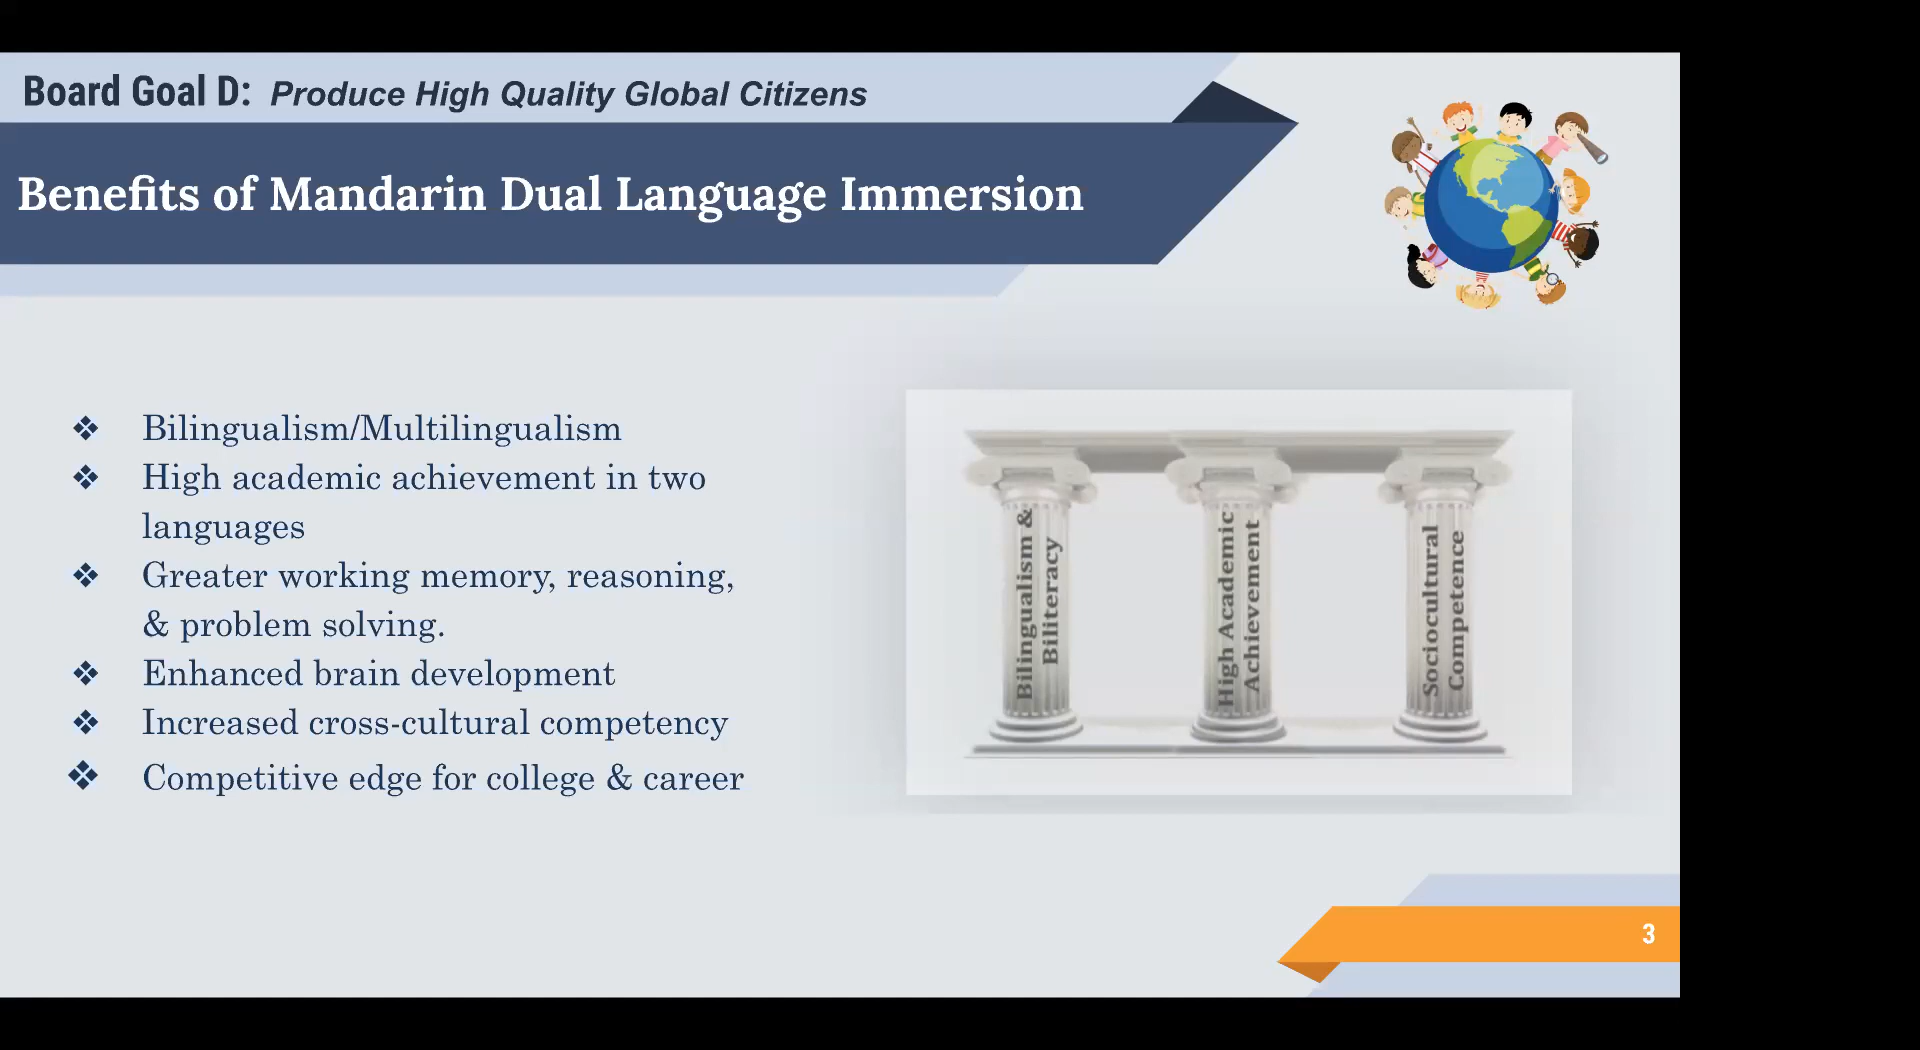 Board Goal D: Produce High Quality Global Citizens
Benefits of Mandarin Dual Language Immersion
❖ Bilingualism/Multilingualism
❖ High academic achievement in two
languages
❖ Greater working memory, reasoning,
& problem solving.
❖ Enhanced brain development
❖ Increased cross-cultural competency
❖ Competitive edge for college & career
Bilingualism &
Biliteracy
High Academic
Achievement
Sociocultural
Competence
3